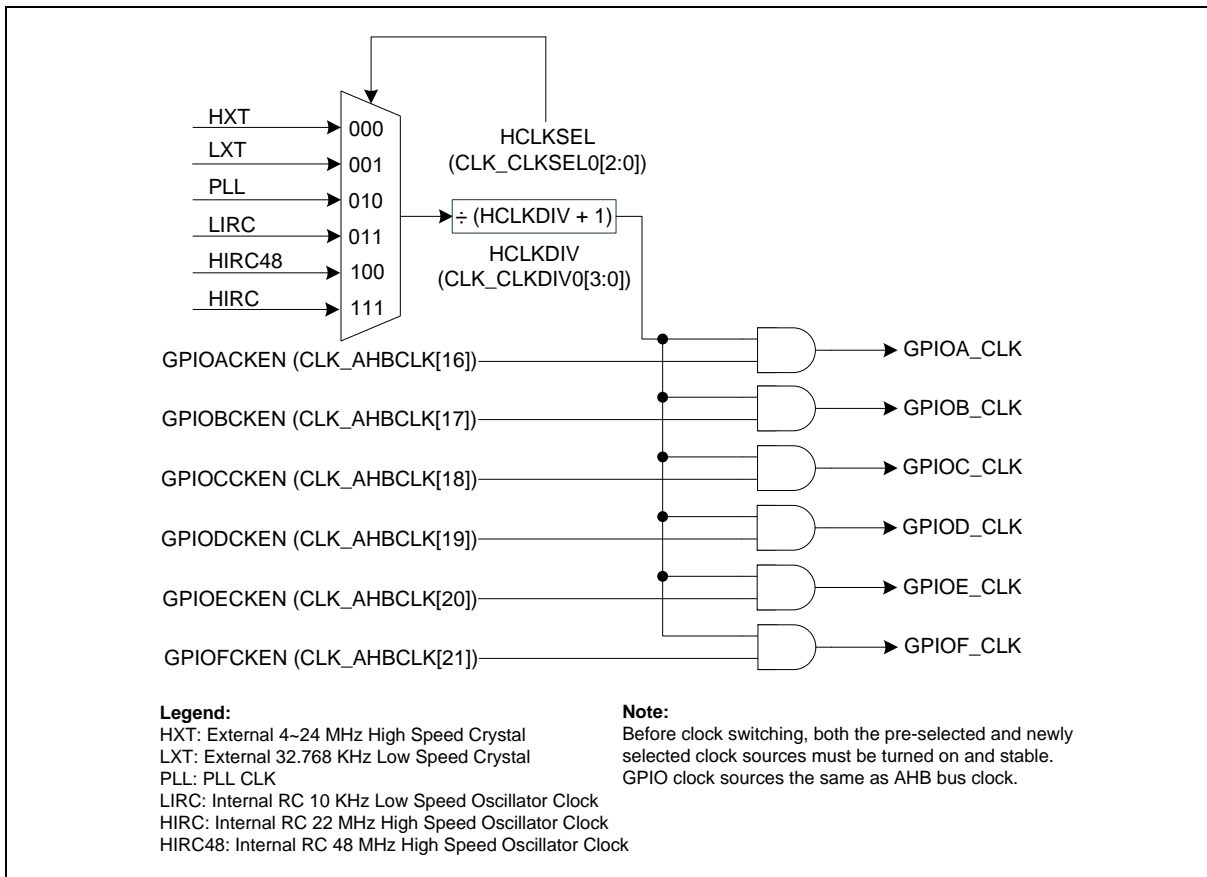 HXT
LXT
PLL
LIRC
HIRC48
HIRC
000
001
010
011
100
111
HCLKSEL
(CLK_CLKSEL0[2:0])
÷ (HCLKDIV + 1)
HCLKDIV
(CLK_CLKDIV0[3:0])
GPIOACKEN (CLK_AHBCLK[16])
GPIOA_CLK
GPIOBCKEN (CLK_AHBCLK[17])
GPIOB_CLK
GPIOCCKEN (CLK_AHBCLK[18])
GPIOC_CLK
GPIODCKEN (CLK_AHBCLK[19])
GPIOD_CLK
GPIOECKEN (CLK_AHBCLK[20])
GPIOE_CLK
GPIOFCKEN (CLK_AHBCLK[21])
GPIOF_CLK
Legend:
HXT: External 4~24 MHz High Speed Crystal
LXT: External 32.768 KHz Low Speed Crystal
PLL: PLL CLK
LIRC: Internal RC 10 KHz Low Speed Oscillator Clock
HIRC: Internal RC 22 MHz High Speed Oscillator Clock
HIRC48: Internal RC 48 MHz High Speed Oscillator Clock
Note:
Before clock switching, both the pre-selected and newly
selected clock sources must be turned on and stable.
GPIO clock sources the same as AHB bus clock.